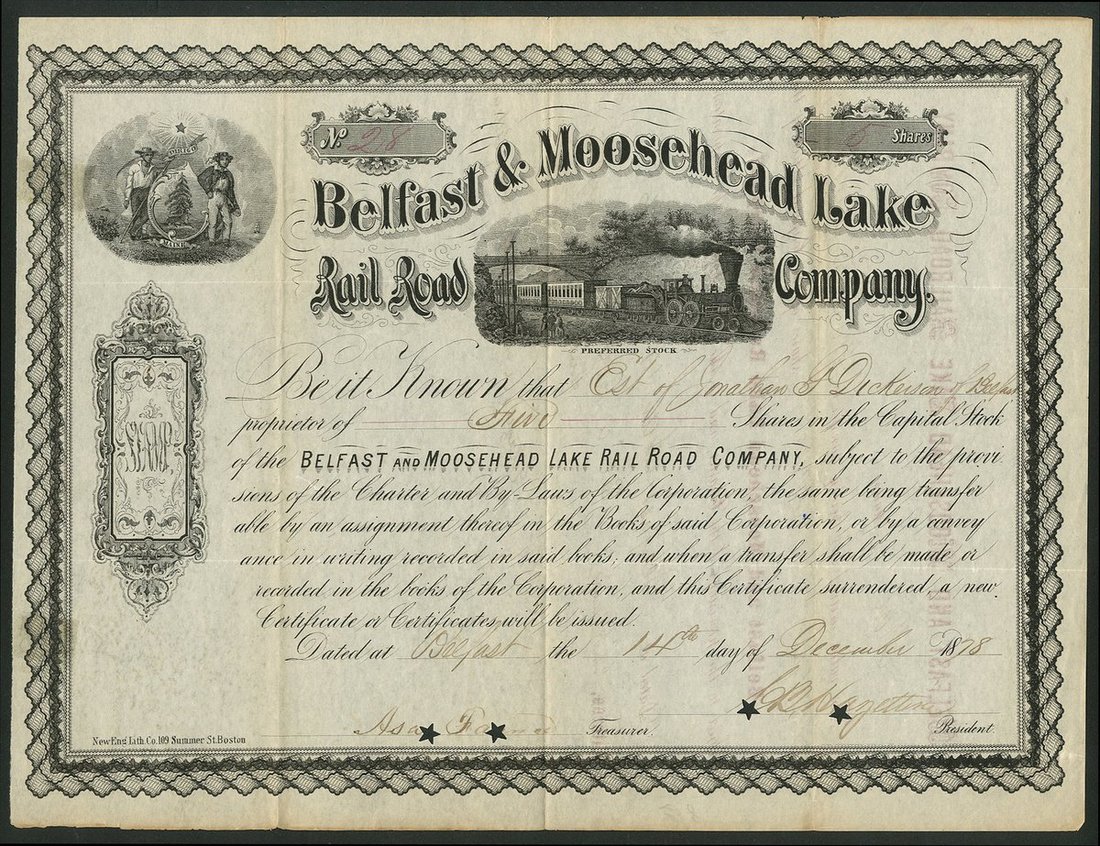 DIRIGO
MAINE
No. 28
5 Shares
Belfast & Moosehead Lake
Rail Road Company.
PREFERRED STOCK
STAMP
Be it Known that Est of Jonathan G Dickerson of Belfast
proprietor of Five Shares in the Capital Stock
of the BELFAST AND MOOSEHEAD LAKE RAIL ROAD COMPANY, subject to the provi
sions of the Charter and By-Laws of the Corporation, the same being transfer
able by an assignment thereof in the Books of said Corporation, or by a convey
ance in writing recorded in said books, and when a transfer shall be made or
recorded in the books of the Corporation, and this Certificate surrendered, a new
Certificate or Certificates will be issued.
Dated at Belfast the 14th day of December 1878
Asa Faunce Treasurer. President.
New Eng Lith Co. 109 Summer St. Boston